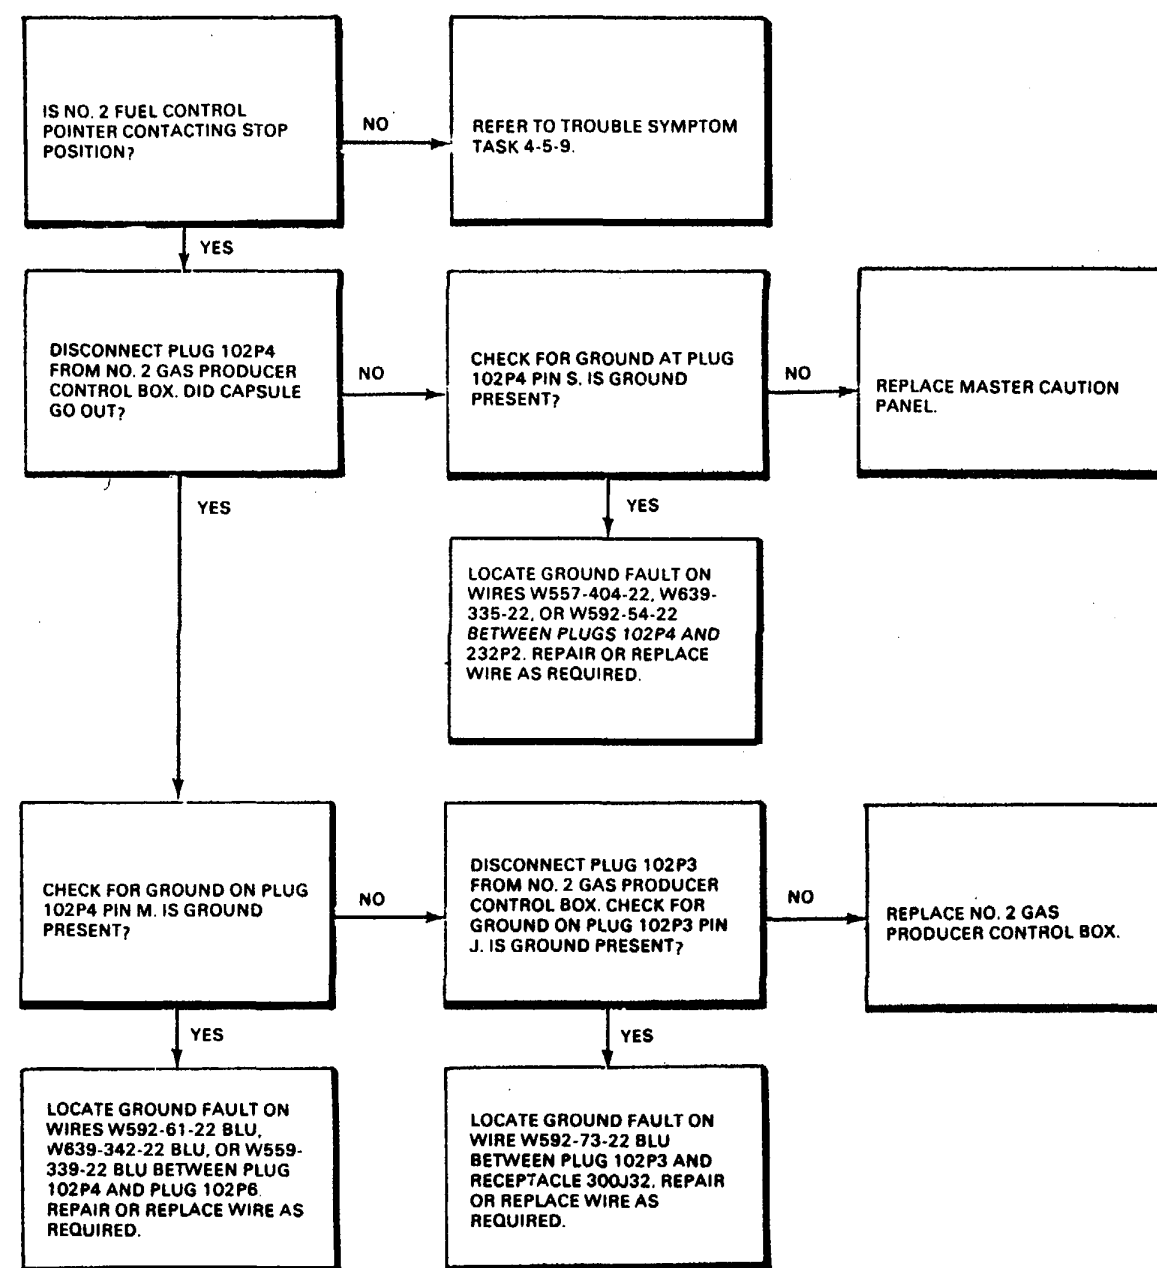 IS NO. 2 FUEL CONTROL
POINTER CONTACTING STOP
POSITION?
NO
REFER TO TROUBLE SYMPTOM
TASK 4-5-9.
YES
DISCONNECT PLUG 102P4
FROM NO. 2 GAS PRODUCER
CONTROL BOX. DID CAPSULE
GO OUT?
NO
CHECK FOR GROUND AT PLUG
102P4 PIN S. IS GROUND
PRESENT?
NO
REPLACE MASTER CAUTION
PANEL.
YES
YES
LOCATE GROUND FAULT ON
WIRES W557-404-22, W639-
335-22, OR W592-54-22
BETWEEN PLUGS 102P4 AND
232P2. REPAIR OR REPLACE
WIRE AS REQUIRED.
CHECK FOR GROUND ON PLUG
102P4 PIN M. IS GROUND
PRESENT?
NO
DISCONNECT PLUG 102P3
FROM NO. 2 GAS PRODUCER
CONTROL BOX. CHECK FOR
GROUND ON PLUG 102P3 PIN
J. IS GROUND PRESENT?
NO
REPLACE NO. 2 GAS
PRODUCER CONTROL BOX.
YES
YES
LOCATE GROUND FAULT ON
WIRES W592-61-22 BLU,
W639-342-22 BLU, OR W559-
339-22 BLU BETWEEN PLUG
102P4 AND PLUG 102P6.
REPAIR OR REPLACE WIRE AS
REQUIRED.
LOCATE GROUND FAULT ON
WIRE W592-73-22 BLU
BETWEEN PLUG 102P3 AND
RECEPTACLE 300J32. REPAIR
OR REPLACE WIRE AS
REQUIRED.